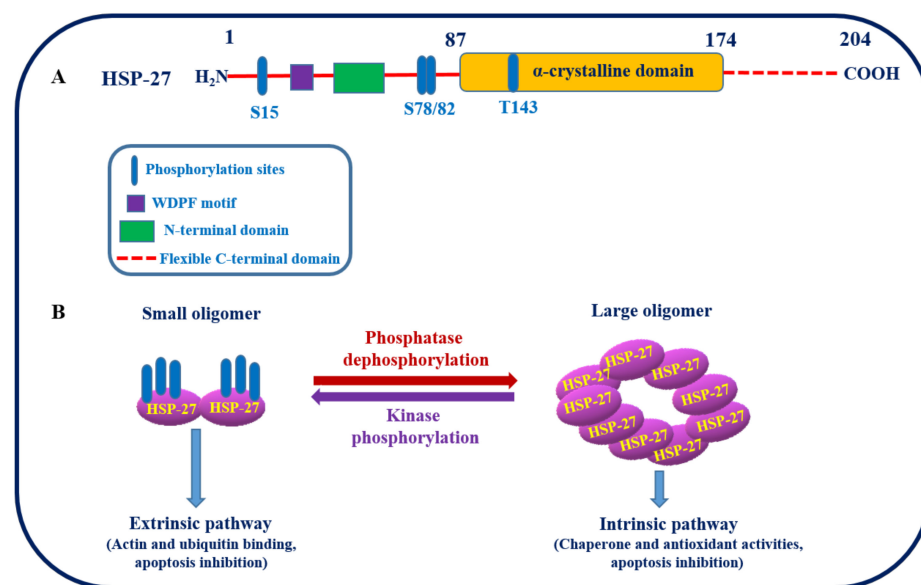 1 87 174 204
A HSP-27 H₂N α-crystalline domain COOH
S15 S78/82 T143
Phosphorylation sites
WDPF motif
N-terminal domain
Flexible C-terminal domain
B
Small oligomer
Large oligomer
Phosphatase
dephosphorylation
Kinase
phosphorylation
HSP-27 HSP-27
HSP-27
HSP-27
HSP-27
HSP-27
HSP-27
HSP-27
HSP-27
HSP-27
HSP-27
Extrinsic pathway
(Actin and ubiquitin binding,
apoptosis inhibition)
Intrinsic pathway
(Chaperone and antioxidant activities,
apoptosis inhibition)